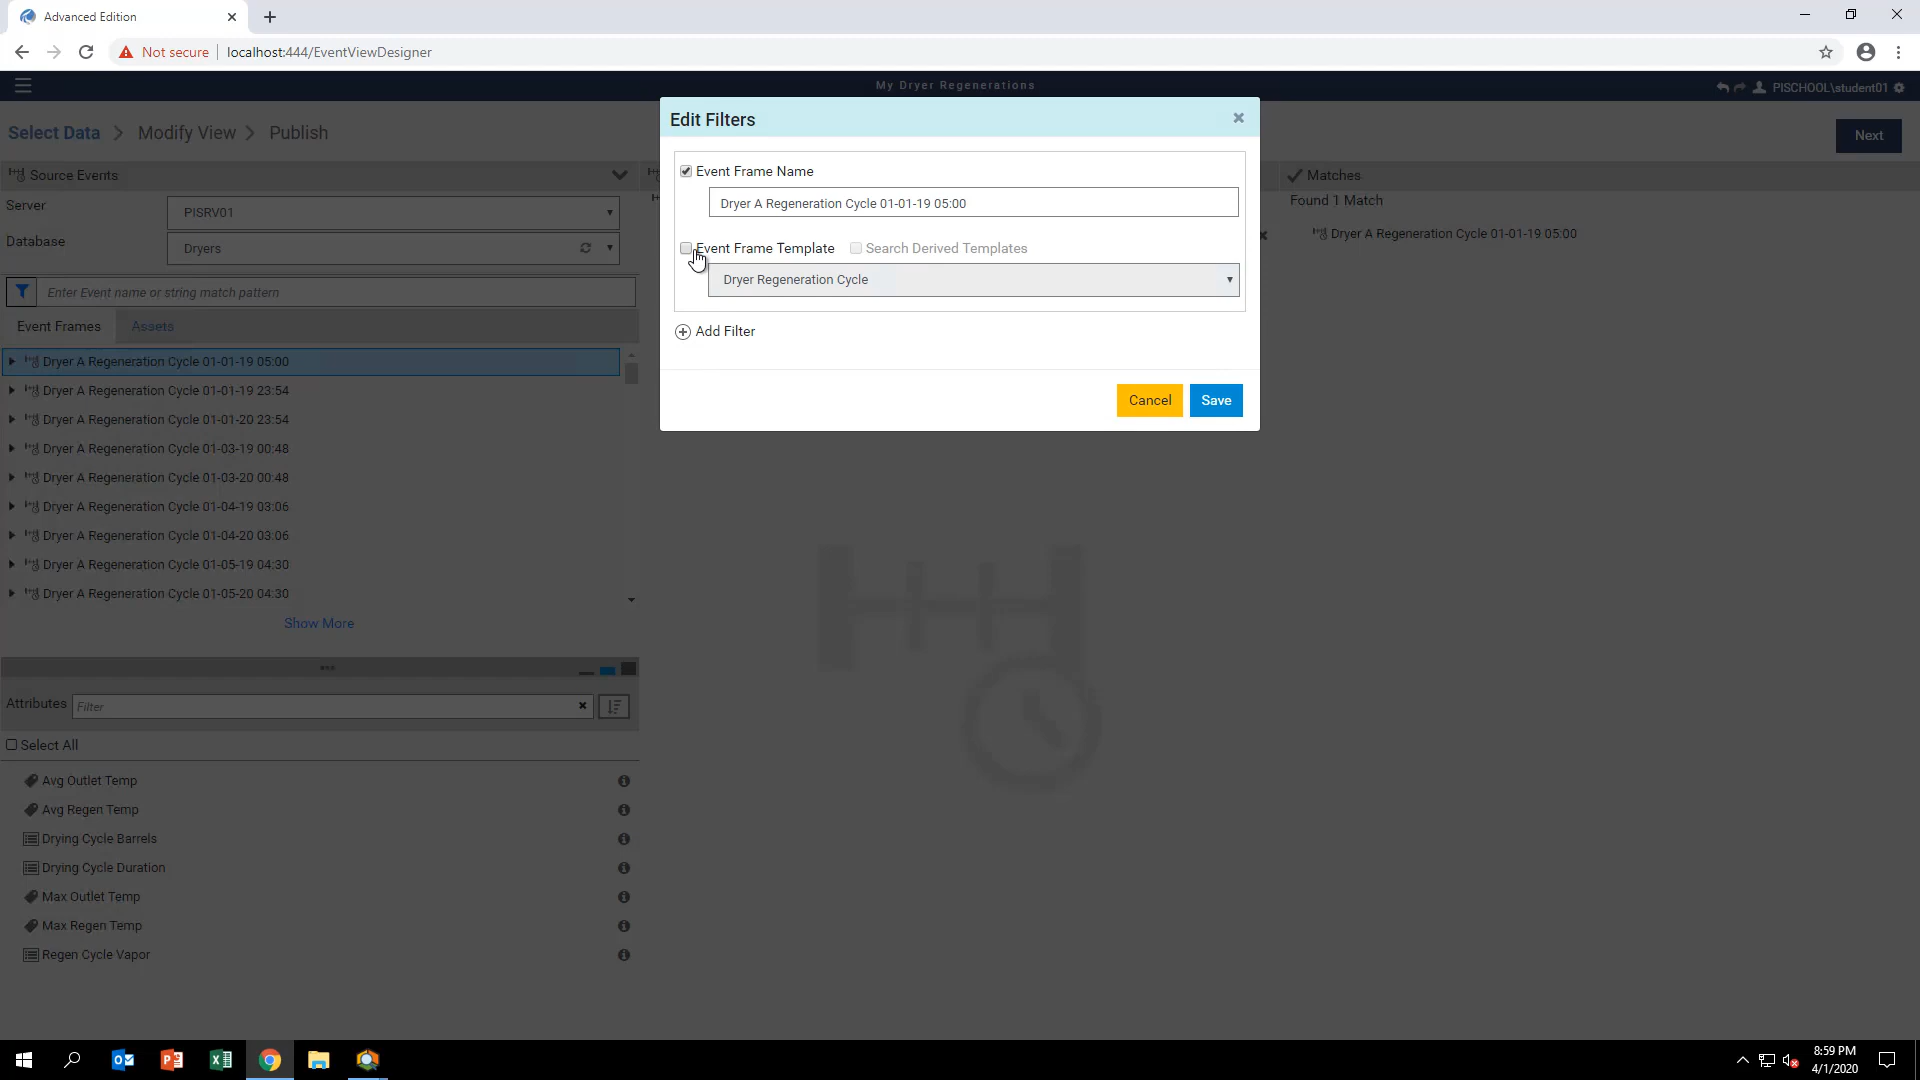 Advanced Edition
Not secure
localhost:444/EventViewDesigner
My Dryer Regenerations
PISCHOOL\student01
Select Data
Modify View
Publish
Next
Source Events
Server
PISRV01
Database
Dryers
Enter Event name or string match pattern
Event Frames
Assets
Dryer A Regeneration Cycle 01-01-19 05:00
Dryer A Regeneration Cycle 01-01-19 23:54
Dryer A Regeneration Cycle 01-01-20 23:54
Dryer A Regeneration Cycle 01-03-19 00:48
Dryer A Regeneration Cycle 01-03-20 00:48
Dryer A Regeneration Cycle 01-04-19 03:06
Dryer A Regeneration Cycle 01-04-20 03:06
Dryer A Regeneration Cycle 01-05-19 04:30
Dryer A Regeneration Cycle 01-05-20 04:30
Show More
Attributes
Filter
Select All
Avg Outlet Temp
Avg Regen Temp
Drying Cycle Barrels
Drying Cycle Duration
Max Outlet Temp
Max Regen Temp
Regen Cycle Vapor
Edit Filters
Event Frame Name
Dryer A Regeneration Cycle 01-01-19 05:00
Event Frame Template
Search Derived Templates
Dryer Regeneration Cycle
Add Filter
Cancel
Save
Matches
Found 1 Match
Dryer A Regeneration Cycle 01-01-19 05:00
8:59 PM
4/1/2020